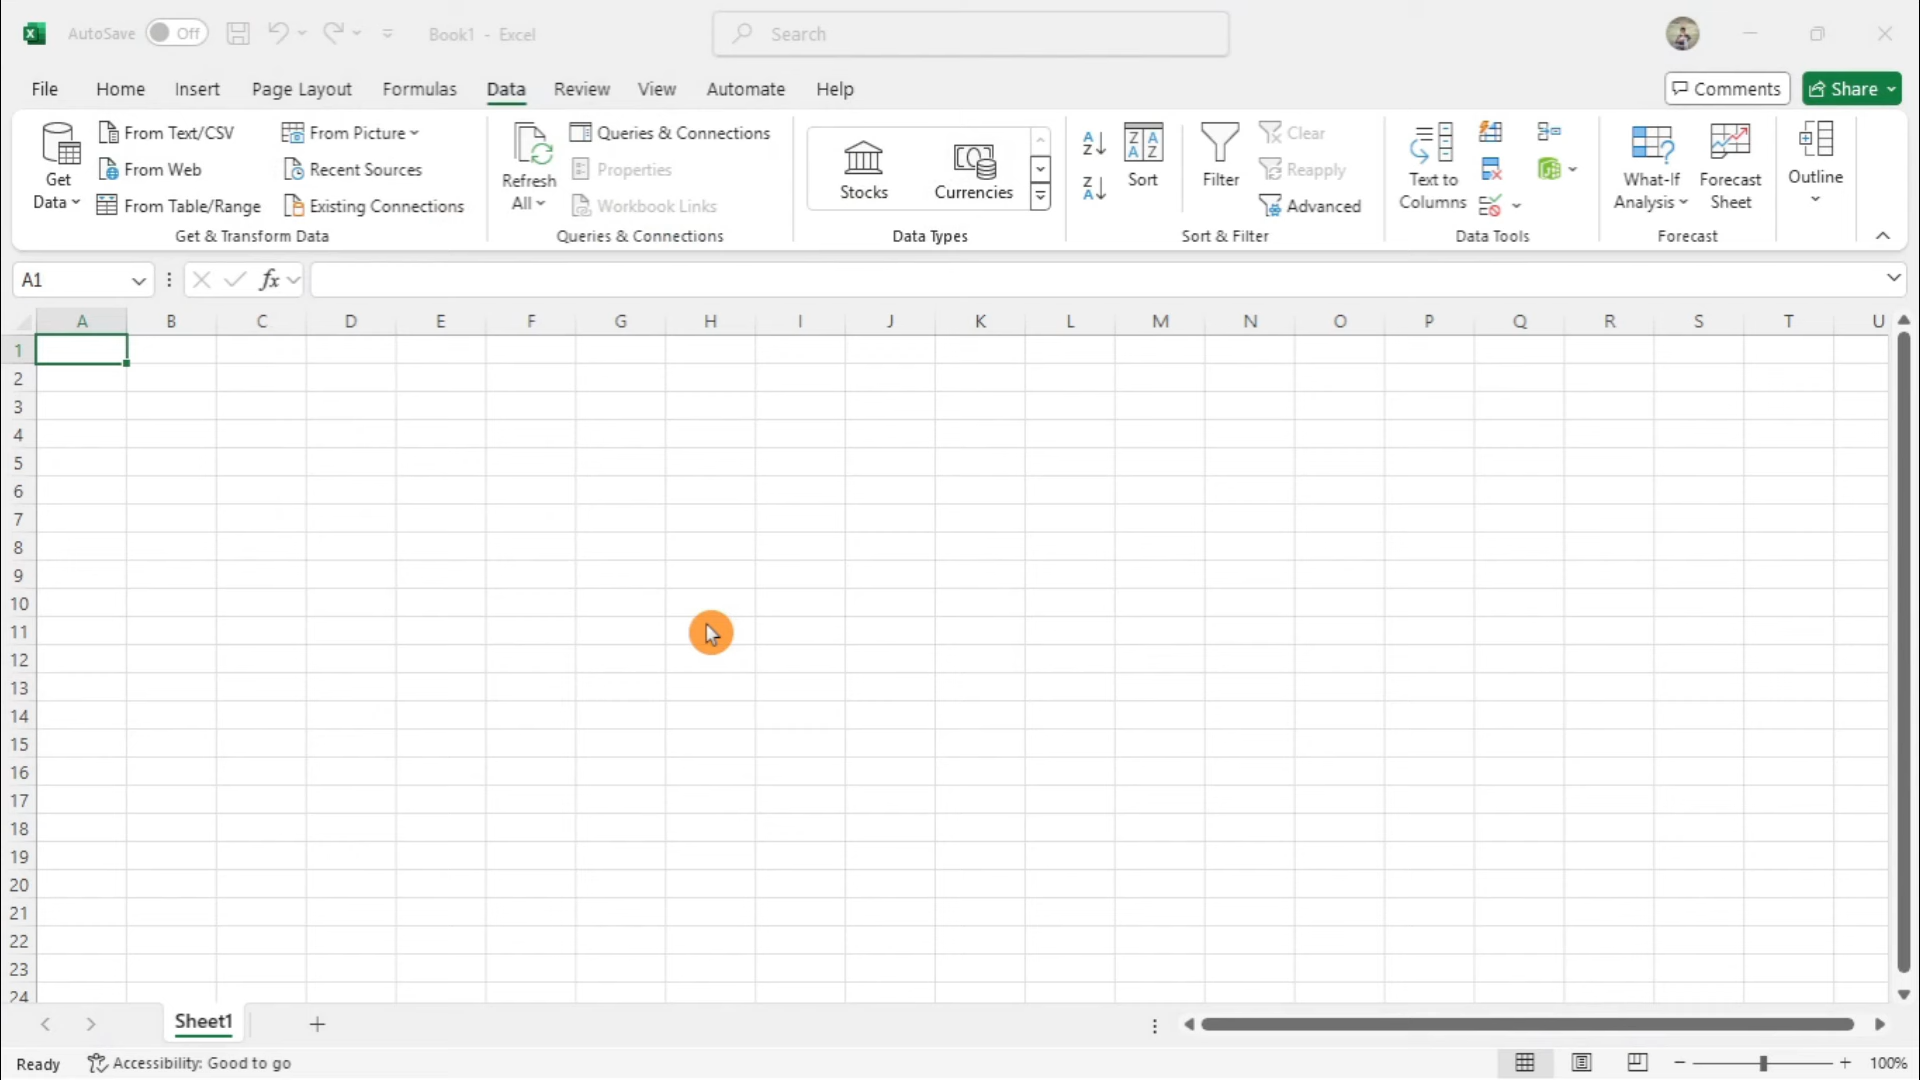 AutoSave Off Book1 - Excel Search
File Home Insert Page Layout Formulas Data Review View Automate Help Comments Share
Get Data
From Text/CSV
From Web
From Table/Range
From Picture
Recent Sources
Existing Connections
Get & Transform Data
Refresh All
Queries & Connections
Properties
Workbook Links
Queries & Connections
Stocks
Currencies
Data Types
Sort
Filter
Clear
Reapply
Advanced
Sort & Filter
Text to Columns
Data Tools
What-If Analysis
Forecast Sheet
Forecast
Outline
A1 fx
A B C D E F G H I J K L M N O P Q R S T U
1
2
3
4
5
6
7
8
9
10
11
12
13
14
15
16
17
18
19
20
21
22
23
24
Sheet1
Ready Accessibility: Good to go 100%